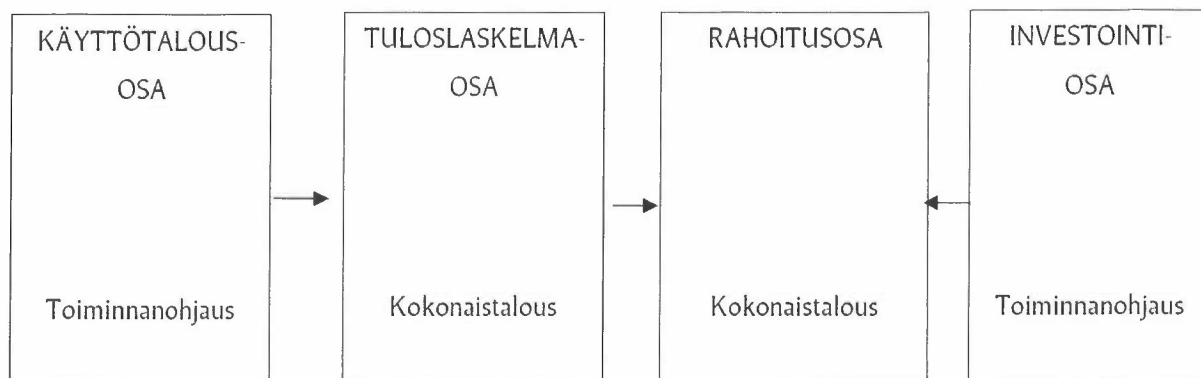 KÄYTTÖTALOUS-
OSA
Toiminnanohjaus
TULOSLASKELMA-
OSA
Kokonaistalous
RAHOITUSOSA
Kokonaistalous
INVESTOINTI-
OSA
Toiminnanohjaus